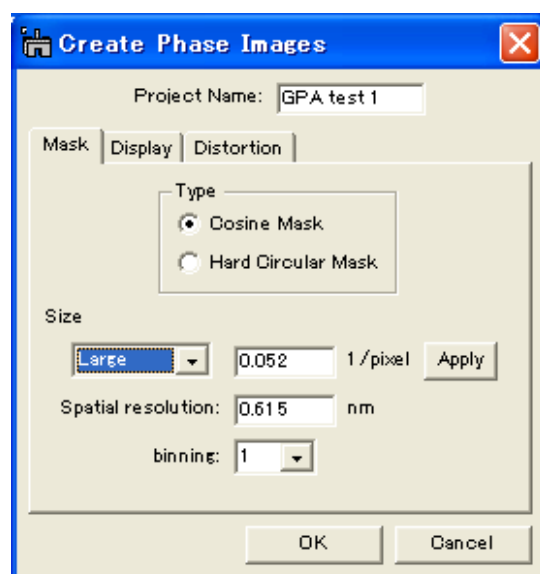 Create Phase Images
Project Name: GPA test 1
Mask Display Distortion
Type
Cosine Mask
Hard Circular Mask
Size
Large 0.052 1/pixel Apply
Spatial resolution: 0.615 nm
binning: 1
OK Cancel